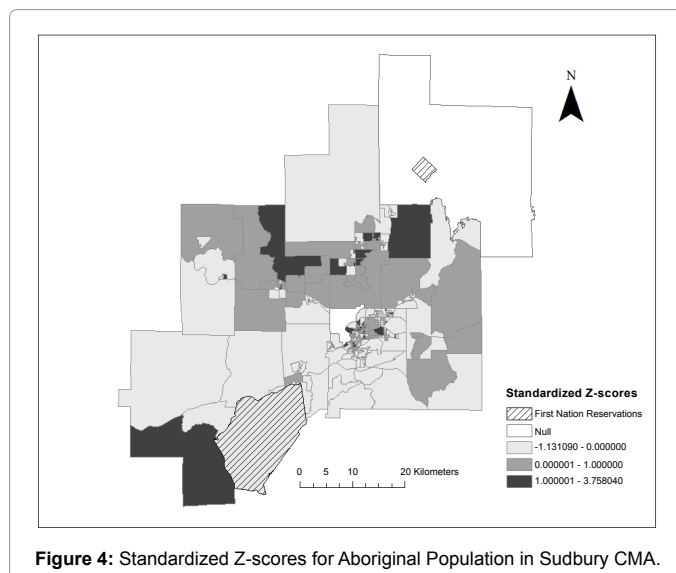 N
Standardized Z-scores
First Nation Reservations
Null
-1.131090 - 0.000000
0.000001 - 1.000000
1.000001 - 3.758040
0 5 10 20 Kilometers
Figure 4: Standardized Z-scores for Aboriginal Population in Sudbury CMA.